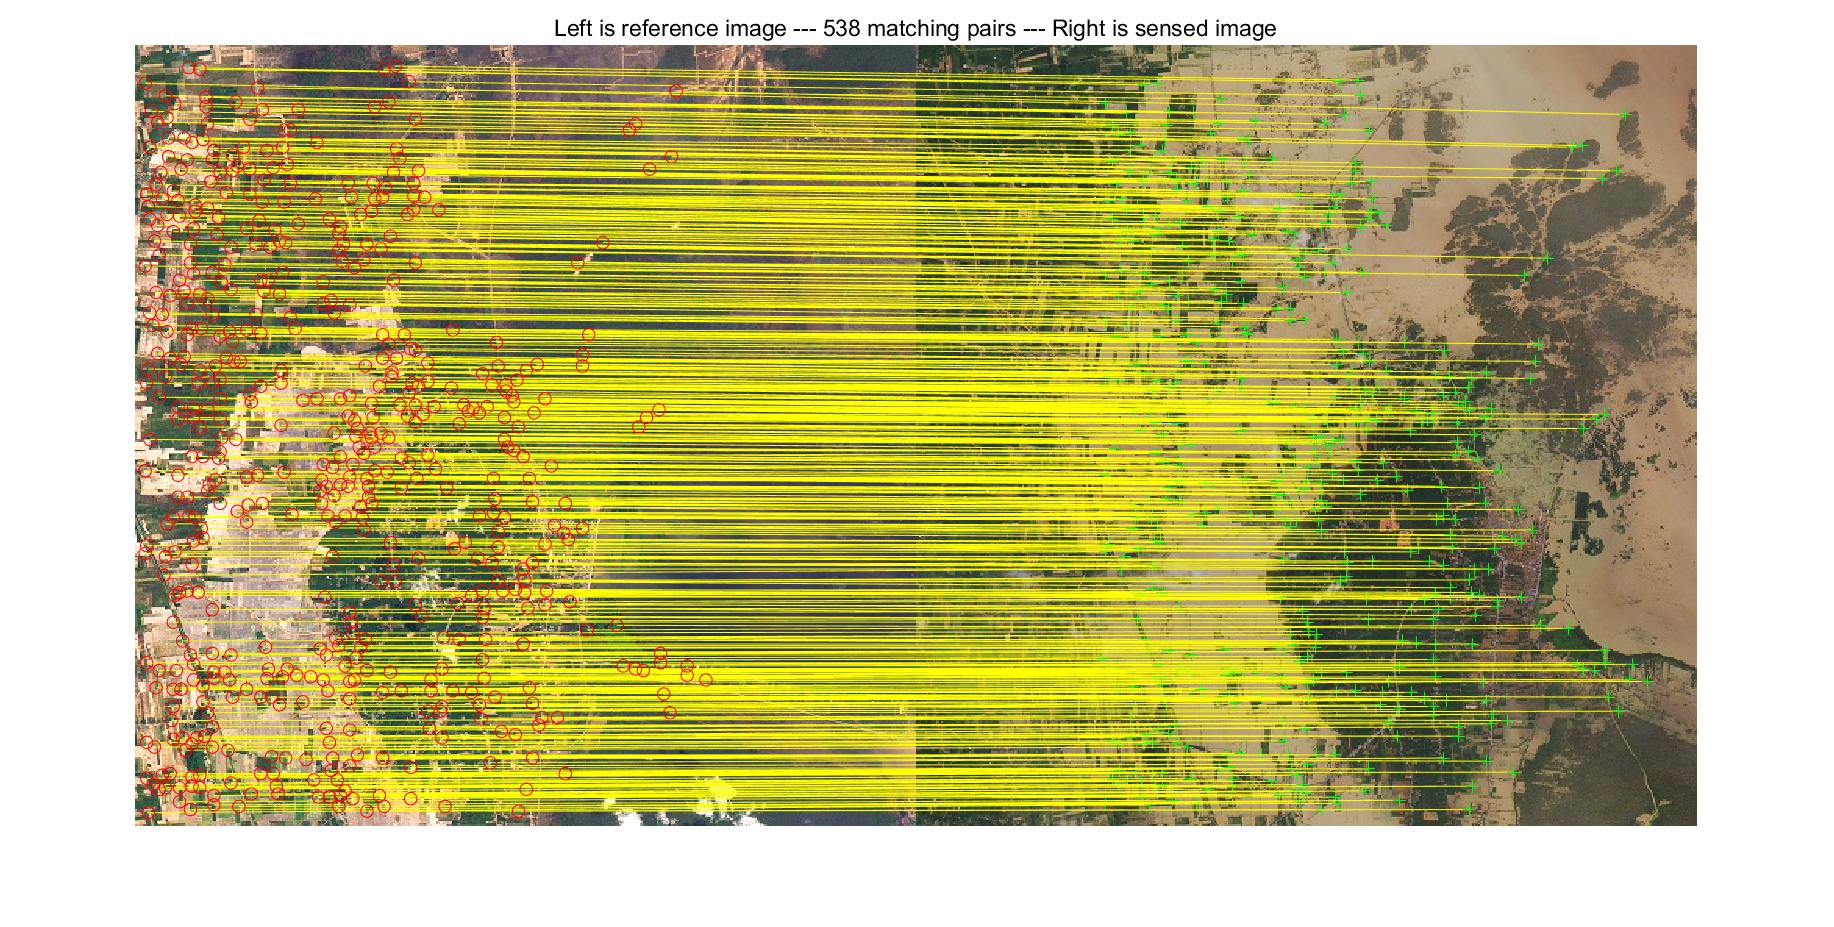 Left is reference image --- 538 matching pairs --- Right is sensed image